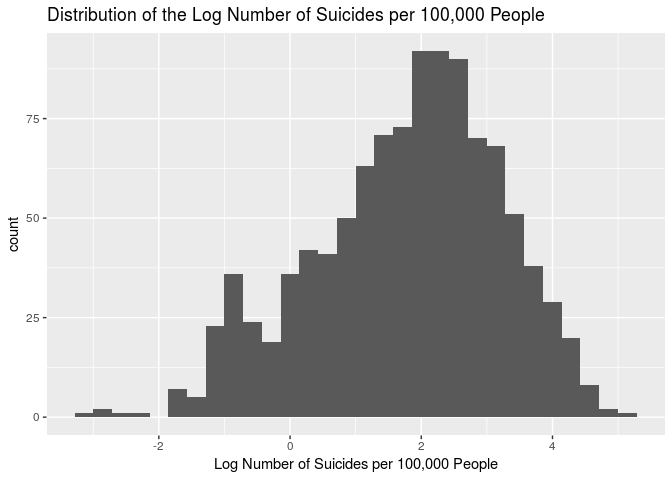 Distribution of the Log Number of Suicides per 100,000 People
75
50
25
0
count
-2 0 2 4
Log Number of Suicides per 100,000 People